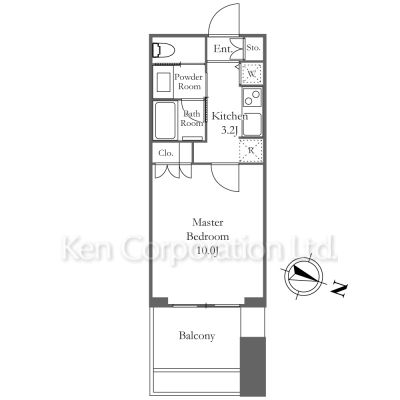 Ent.
Sto.
Powder
Room
W
Bath
Room
Kitchen
3.2J
Clo.
R
Master
Bedroom
10.0J
Ken Corporation Ltd.
N
Balcony